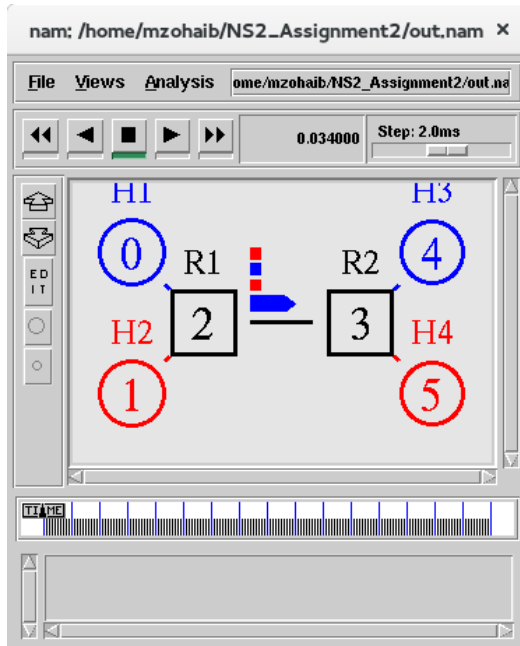 nam: /home/mzohaib/NS2_Assignment2/out.nam ×
File Views Analysis ome/mzohaib/NS2_Assignment2/out.na
0.034000 Step: 2.0ms
E D
I T
H1 H3
0 R1 R2 4
2 3
H2 H4
1 5
TIME